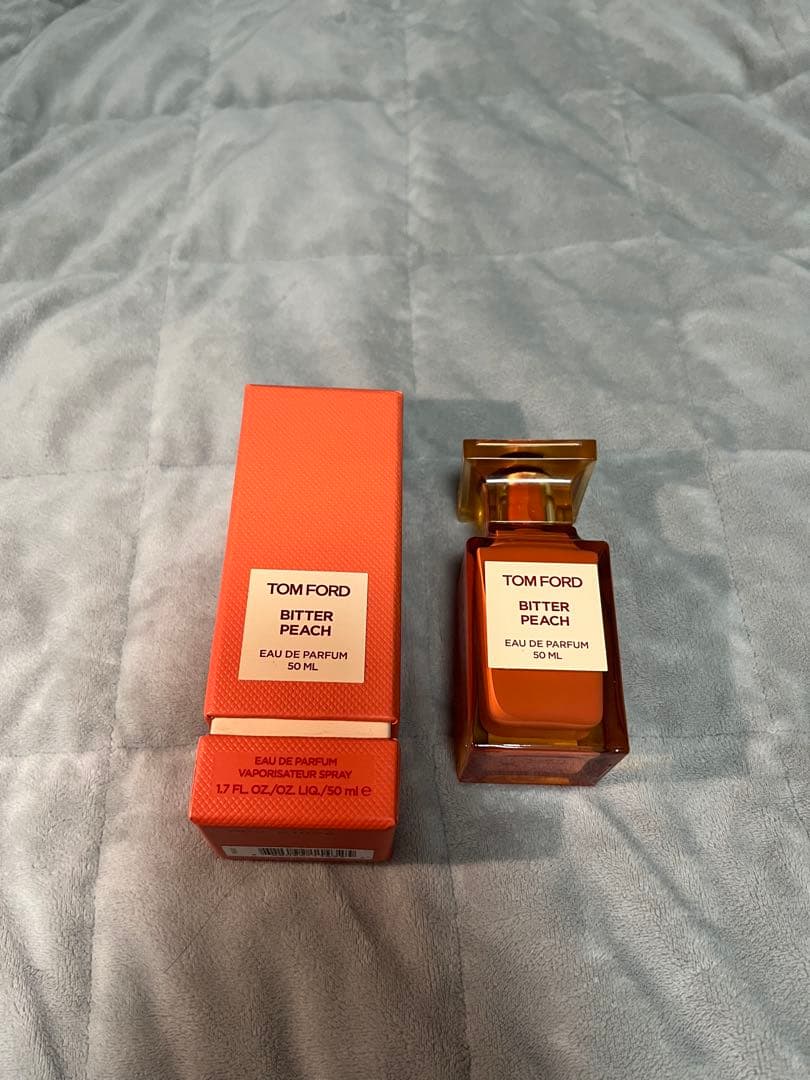 TOM FORD
BITTER
PEACH
EAU DE PARFUM
50 ML
EAU DE PARFUM
VAPORISATEUR SPRAY
1.7 FL. OZ./OZ. LIQ./50 ml e
TOM FORD
BITTER
PEACH
EAU DE PARFUM
50 ML